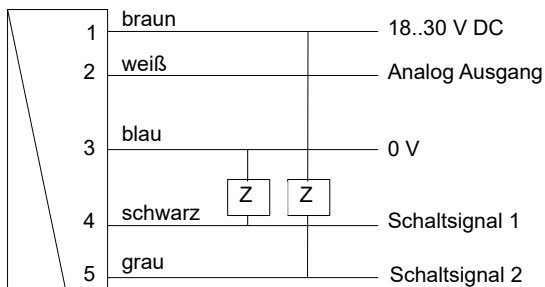 1 braun 18..30 V DC
2 weiß Analog Ausgang
3 blau 0 V
Z Z
4 schwarz Schaltsignal 1
5 grau Schaltsignal 2